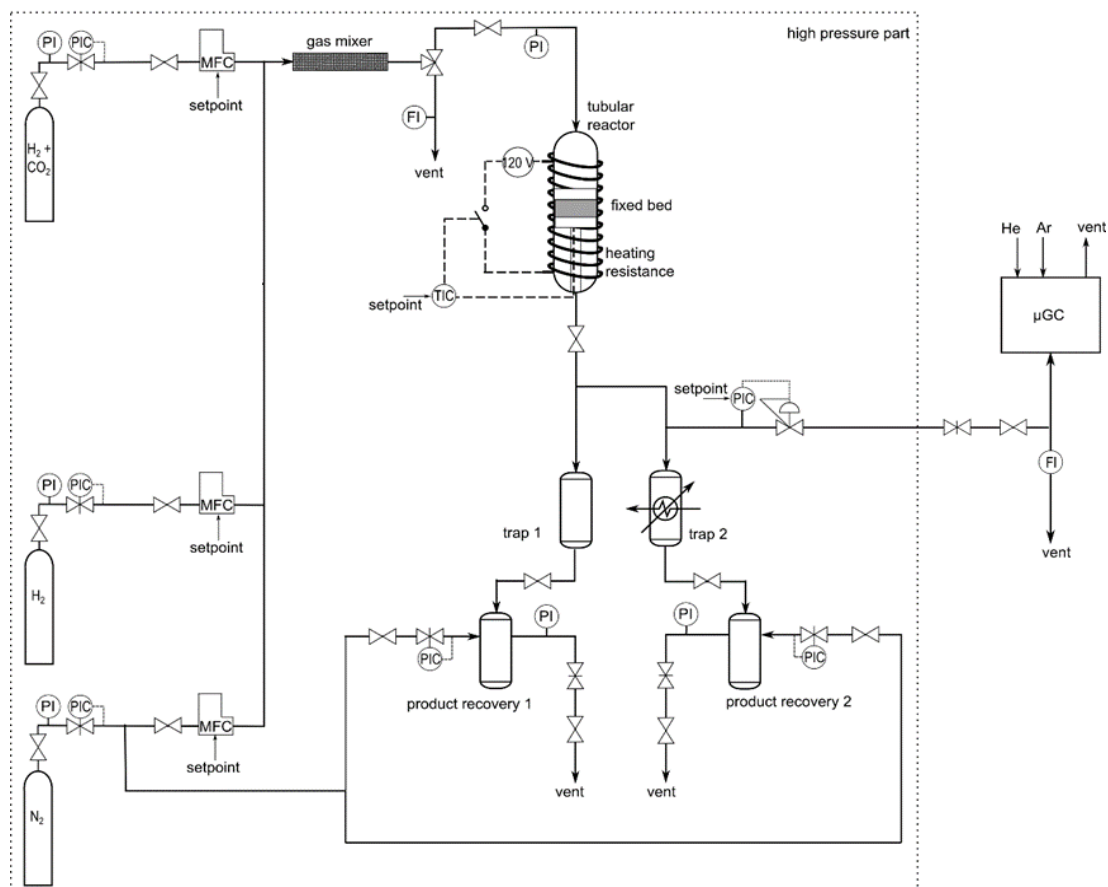 high pressure part
PI
PIC
MFC
setpoint
H₂ +
CO₂
gas mixer
PI
FI
vent
tubular
reactor
120 V
fixed bed
heating
resistance
setpoint
TIC
He
Ar
vent
µGC
setpoint
PIC
FI
vent
PI
PIC
MFC
setpoint
H₂
trap 1
trap 2
PIC
PI
product recovery 1
vent
PI
PIC
product recovery 2
vent
PI
PIC
MFC
setpoint
N₂